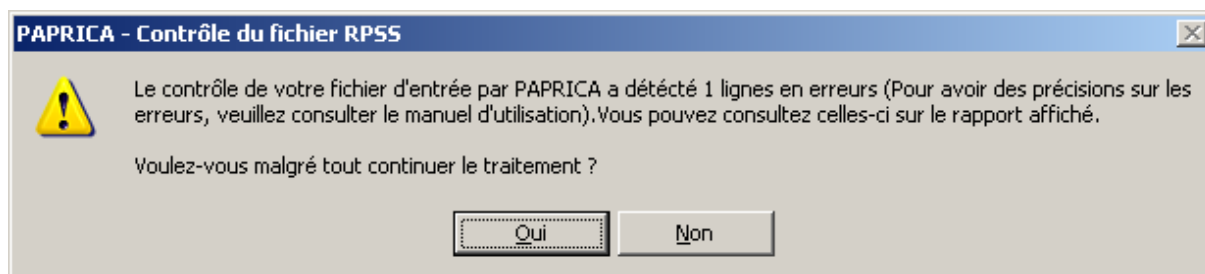 PAPRICA - Contrôle du fichier RPSS
Le contrôle de votre fichier d'entrée par PAPRICA a détécté 1 lignes en erreurs (Pour avoir des précisions sur les
erreurs, veuillez consulter le manuel d'utilisation).Vous pouvez consultez celles-ci sur le rapport affiché.
Voulez-vous malgré tout continuer le traitement ?
Oui Non